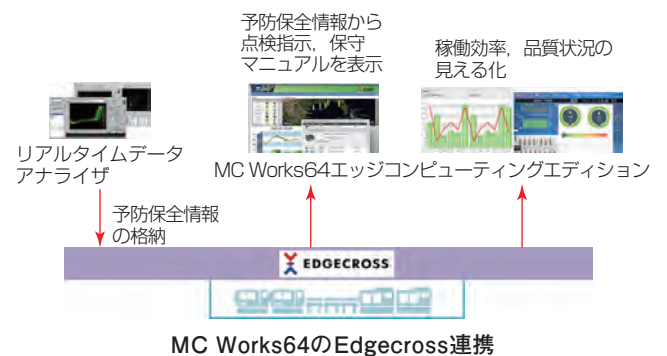 予防保全情報から
点検指示，保守
マニュアルを表示
稼働効率，品質状況の
見える化
リアルタイムデータ
アナライザ
MC Works64エッジコンピューティングエディション
予防保全情報
の格納
EDGECROSS
MC Works64のEdgecross連携